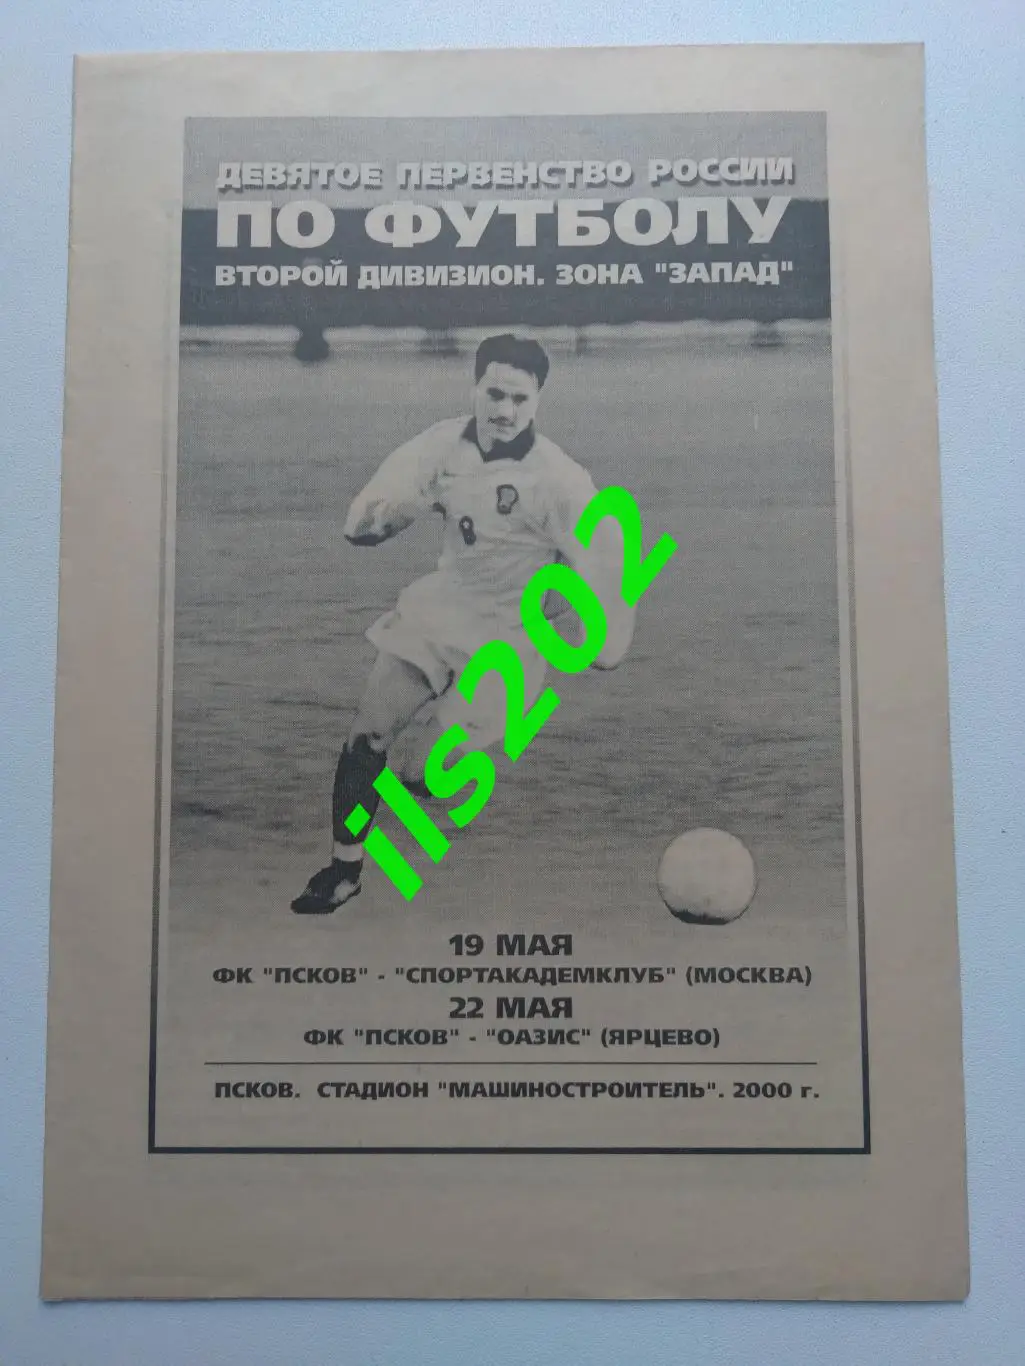 ДЕВЯТОЕ ПЕРВЕНСТВО РОССИИ
ПО ФУТБОЛУ
ВТОРОЙ ДИВИЗИОН. ЗОНА "ЗАПАД"
8
ils202
19 МАЯ
ФК "ПСКОВ" - "СПОРТАКАДЕМКЛУБ" (МОСКВА)
22 МАЯ
ФК "ПСКОВ" - "ОАЗИС" (ЯРЦЕВО)
ПСКОВ. СТАДИОН "МАШИНОСТРОИТЕЛЬ". 2000 г.